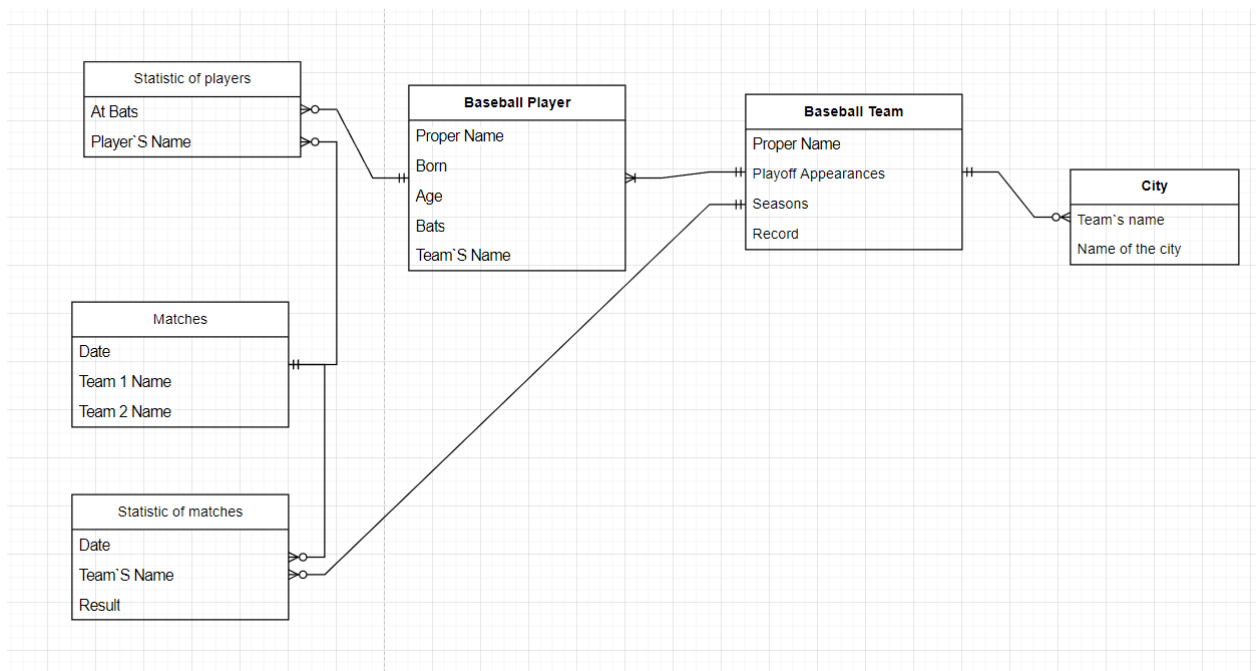 Statistic of players
At Bats
Player`S Name
Baseball Player
Proper Name
Born
Age
Bats
Team`S Name
Baseball Team
Proper Name
Playoff Appearances
Seasons
Record
City
Team`s name
Name of the city
Matches
Date
Team 1 Name
Team 2 Name
Statistic of matches
Date
Team`S Name
Result